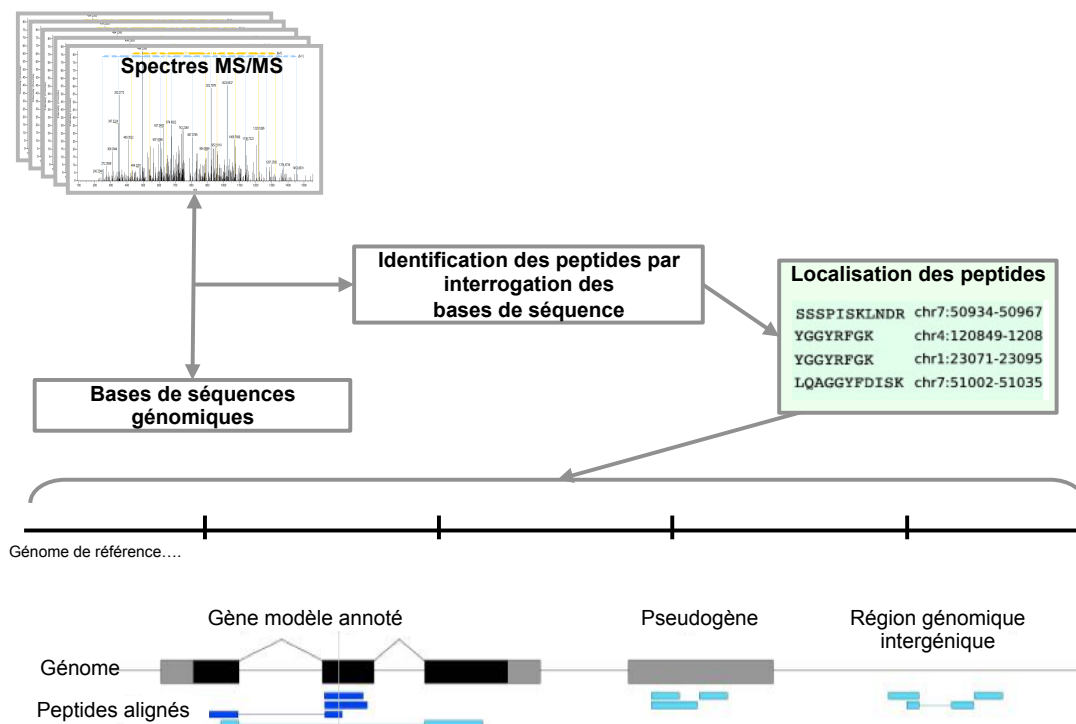 Spectres MS/MS
Identification des peptides par
interrogation des
bases de séquence
Localisation des peptides
SSSPISKLNDR chr7:50934-50967
YGGYRFGK chr4:120849-1208
YGGYRFGK chr1:23071-23095
LQAGGYFDISK chr7:51002-51035
Bases de séquences
génomiques
Génome de référence….
Gène modèle annoté
Pseudogène
Région génomique
intergénique
Génome
Peptides alignés